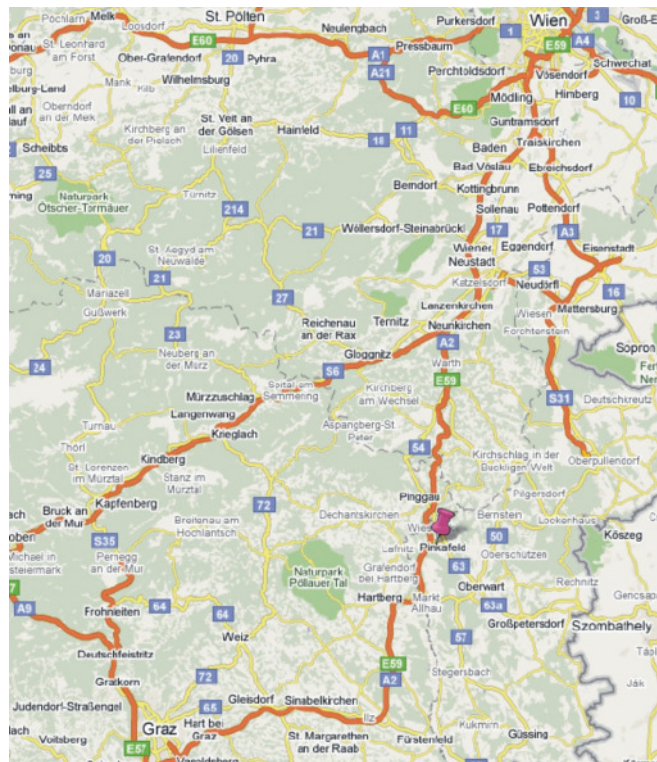 Pöchlarn
Melk
Loosdorf
St. Pölten
Neulengbach
Purkersdorf
Wien
3
1
Groß-E
E60
A1
Pressbaum
E59
A4
Ober-Grafendorf
20
Pyhra
A21
Perchtoldsdorf
Schwechat
St. Leonhard
am Forst
Mank
Kilb
Wilhelmsburg
Vösendorf
Mödling
Himberg
10
E60
Guntramsdorf
Oberndorf
an der Melk
Kirchberg an
der Pielach
St. Veit an
der Gölsen
Hainfeld
11
18
Traiskirchen
Baden
Scheibbs
Lilienfeld
Bad Vöslau
Ebreichsdorf
25
Berndorf
Kottingbrunn
Naturpark
Ötscher-Tormäuer
Türnitz
214
Sollenau
Pottendorf
21
Wöllersdorf-Steinabrückl
17
A3
St. Aegyd am
Neuwalde
Wiener
Neustadt
Eggendorf
Eisenstadt
20
21
53
Katzelsdorf
Neudörfl
16
Mariazell
27
Gußwerk
Lanzenkirchen
Wiesen
Mattersburg
Forchtenstein
23
Reichenau
an der Rax
Ternitz
Neunkirchen
A2
Sopron
Neuberg an
der Mürz
Gloggnitz
24
Warth
S6
E59
Spital am
Semmering
Kirchberg
am Wechsel
Mürzzuschlag
S31
Deutschkreutz
Langenwang
Turnau
Krieglach
Aspangberg-St
Peter
54
Kirchschlag in der
Buckligen Welt
Oberpullendorf
Thörl
Kindberg
St. Lorenzen
im Mürztal
Stanz im
Mürztal
Pilgersdorf
72
Pinggau
Kapfenberg
Bruck an
der Mur
Breitenau am
Hochlantsch
Dechantskirchen
Bernstein
Lockenhaus
Kőszeg
S35
50
Pernegg
an der Mur
Lafnitz
Pinkafeld
Oberschützen
Naturpark
Pöllauer Tal
Grafendorf
bei Hartberg
63
Rechnitz
Oberwart
A9
64
Hartberg
Markt
Allhau
63a
Frohnleiten
64
Großpetersdorf
Szombathely
Weiz
57
Deutschfeistritz
E59
Stegersbach
Gratkorn
72
A2
Ják
65
Gleisdorf
Sinabelkirchen
Judendorf-Straßengel
Ilz
Graz
Hart bei
Graz
Kukmirn
Güssing
Voitsberg
E57
St. Margarethen
an der Raab
Fürstenfeld